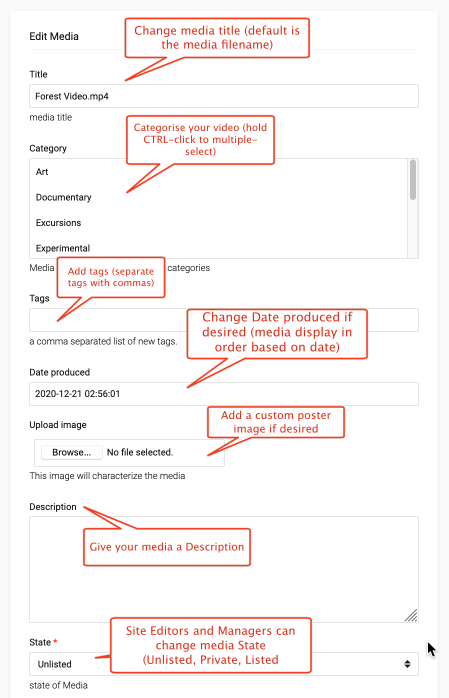 Edit Media
Change media title (default is
the media filename)
Title
Forest Video.mp4
media title
Categorise your video (hold
CTRL-click to multiple-
select)
Category
Art
Documentary
Excursions
Experimental
Media
categories
Add tags (separate
tags with commas)
Tags
a comma separated list of new tags.
Change Date produced if
desired (media display in
order based on date)
Date produced
2020-12-21 02:56:01
Upload image
Add a custom poster
image if desired
Browse... No file selected.
This image will characterize the media
Description
Give your media a Description
Site Editors and Managers can
change media State
(Unlisted, Private, Listed
State *
Unlisted
state of Media